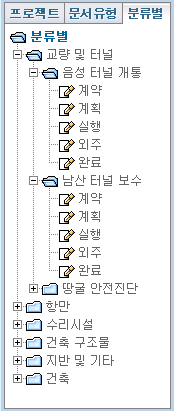 프로젝트 문서유형 분류별
분류별
교량 및 터널
음성 터널 개통
계약
계획
실행
외주
완료
남산 터널 보수
계약
계획
실행
외주
완료
땅굴 안전진단
항만
수리시설
건축 구조물
지반 및 기타
건축